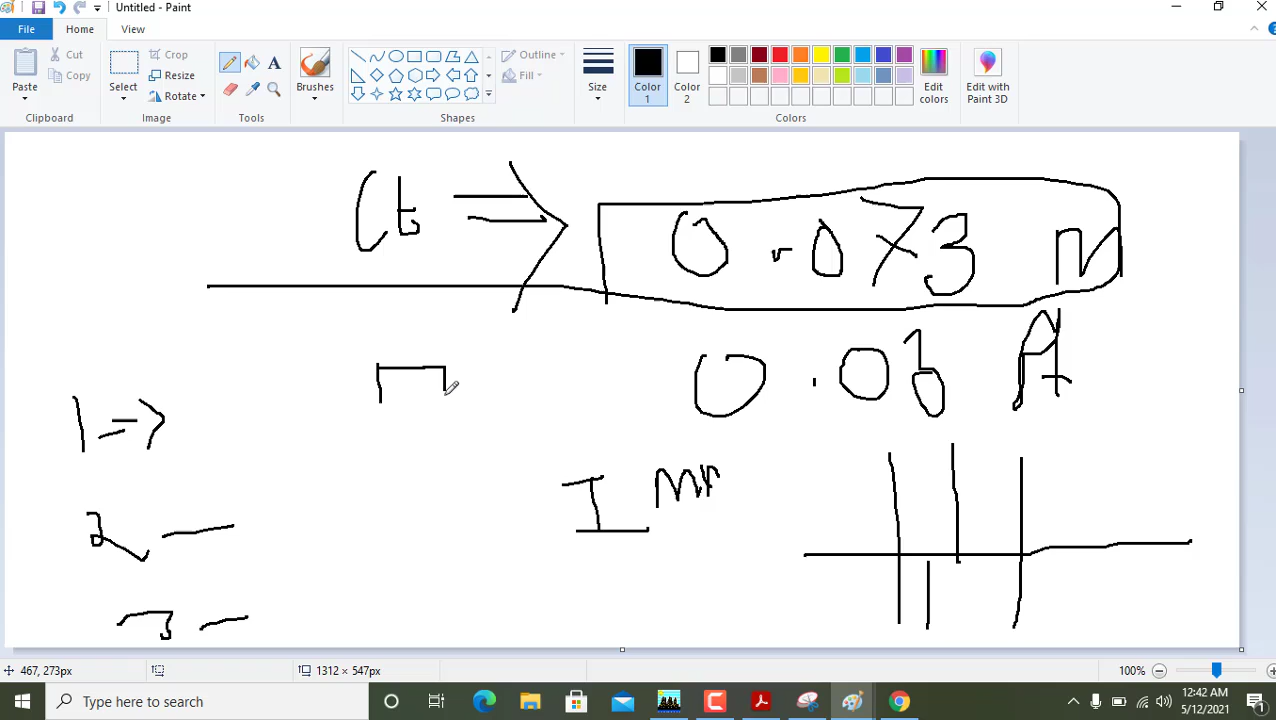 Untitled - Paint
File Home View
Paste Cut Copy Clipboard
Select Crop Resize Rotate Image
Tools
Brushes
Outline Fill Shapes
Size
Color 1
Color 2
Edit colors
Colors
Edit with Paint 3D
Ct ⇒ 0.073 N
0.06 A
1 =>
I
2 -
3 -
467, 273px
1312 × 547px
100%
Type here to search
12:42 AM
5/12/2021